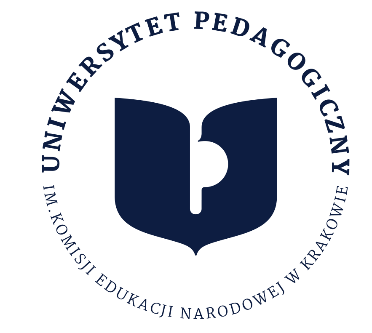 UNIWERSYTET PEDAGOGICZNY
IM. KOMISJI EDUKACJI NARODOWEJ W KRAKOWIE